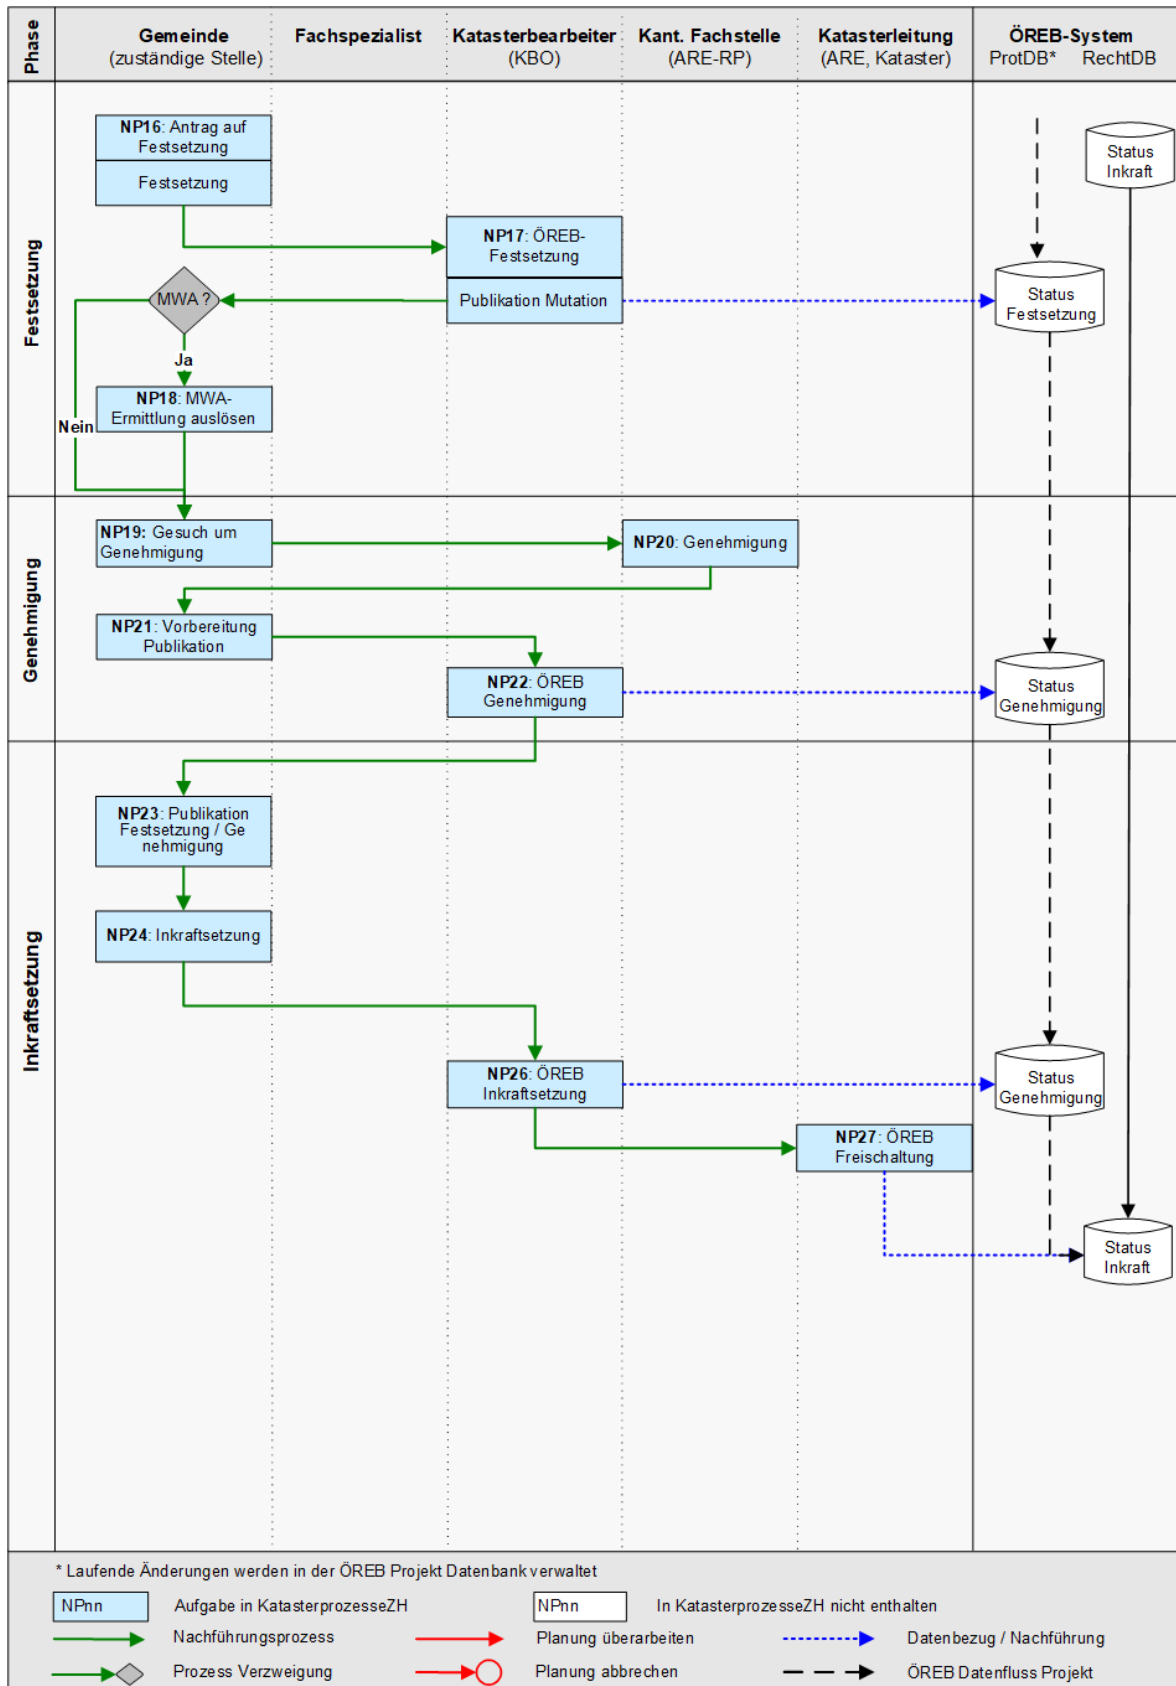 Phase
Gemeinde
(zuständige Stelle)
Fachspezialist
Katasterbearbeiter
(KBO)
Kant. Fachstelle
(ARE-RP)
Katasterleitung
(ARE, Kataster)
ÖREB-System
ProtDB* RechtDB
Festsetzung
NP16: Antrag auf
Festsetzung
Festsetzung
Status
Inkraft
NP17: ÖREB-
Festsetzung
Publikation Mutation
MWA ?
Status
Festsetzung
Ja
NP18: MWA-
Ermittlung auslösen
Nein
Genehmigung
NP19: Gesuch um
Genehmigung
NP20: Genehmigung
NP21: Vorbereitung
Publikation
NP22: ÖREB
Genehmigung
Status
Genehmigung
Inkraftsetzung
NP23: Publikation
Festsetzung / Ge
nehmigung
NP24: Inkraftsetzung
NP26: ÖREB
Inkraftsetzung
Status
Genehmigung
NP27: ÖREB
Freischaltung
Status
Inkraft
* Laufende Änderungen werden in der ÖREB Projekt Datenbank verwaltet
NPnn Aufgabe in KatasterprozesseZH NPnn In KatasterprozesseZH nicht enthalten
Nachführungsprozess Planung überarbeiten Datenbezug / Nachführung
Prozess Verzweigung Planung abbrechen ÖREB Datenfluss Projekt